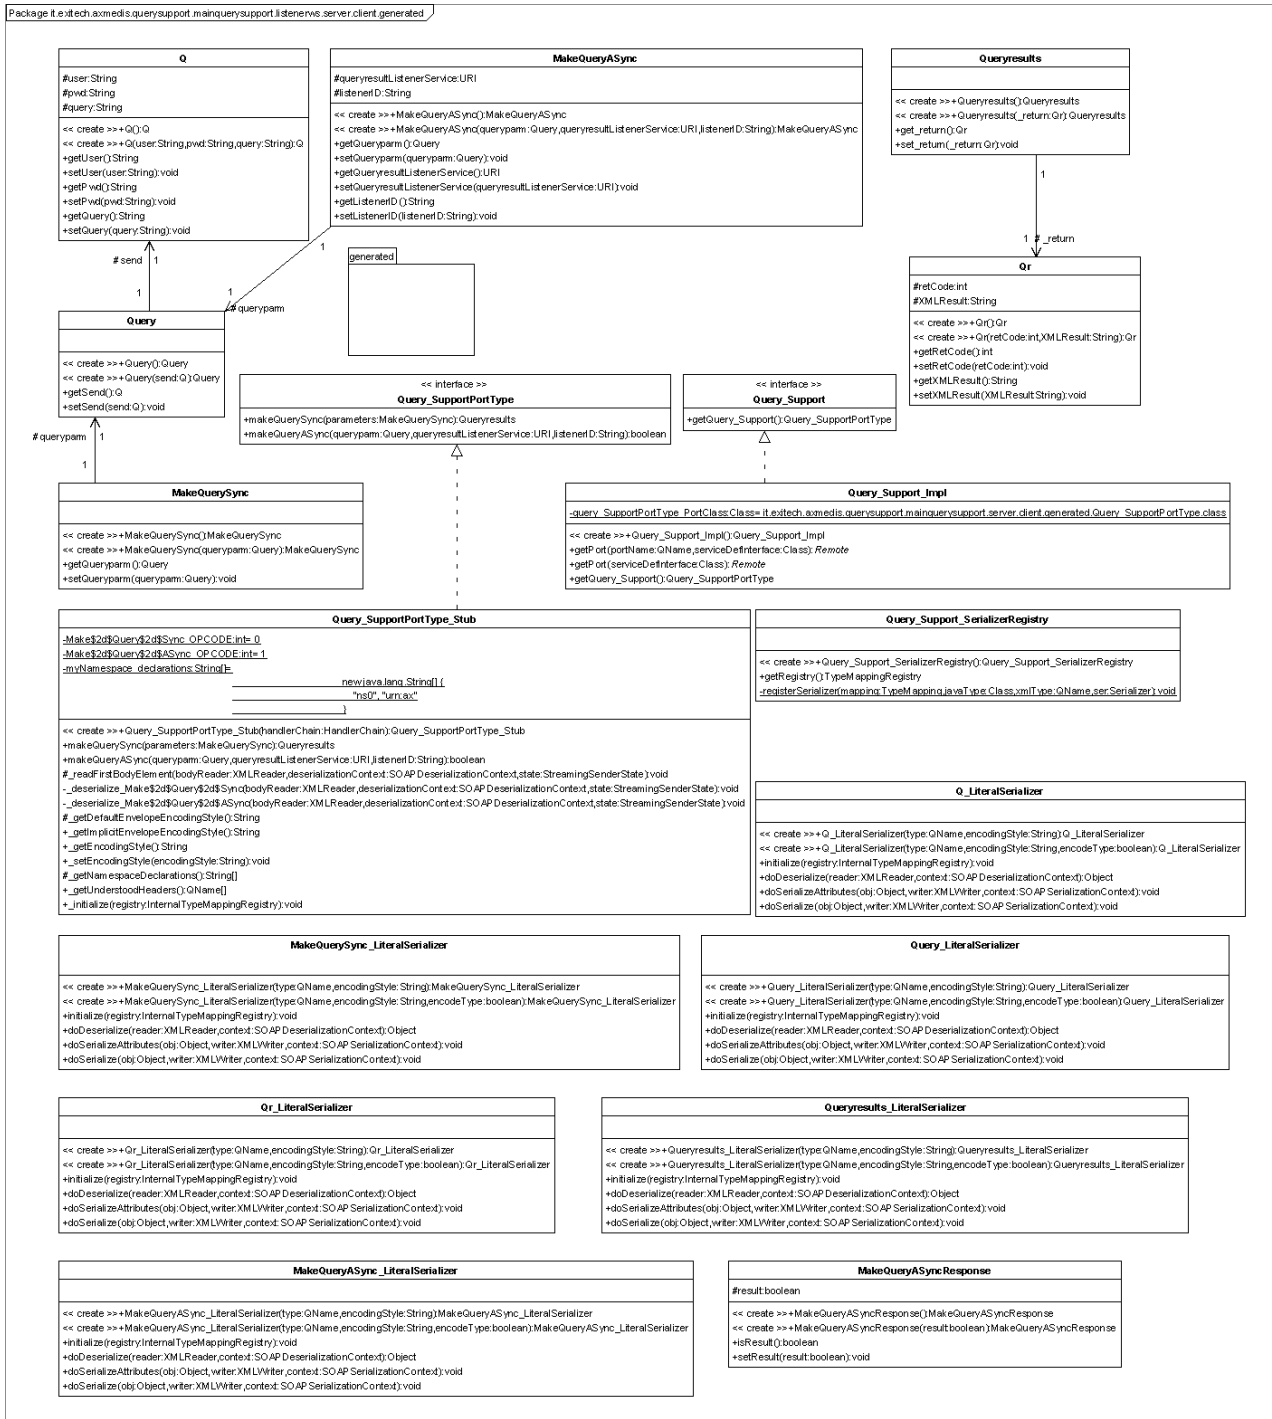 Package it.exitech.axmedis.querysupport.mainquerysupport.listenerws.server.client.generated
Q
#user:String
#pwd:String
#query:String
<< create >>+Q():Q
<< create >>+Q(user:String,pwd:String,query:String):Q
+getUser():String
+setUser(user:String):void
+getPwd():String
+setPwd(pwd:String):void
+getQuery():String
+setQuery(query:String):void
MakeQueryASync
#queryresultListenerService:URI
#listenerID:String
<< create >>+MakeQueryASync():MakeQueryASync
<< create >>+MakeQueryASync(queryparm:Query,queryresultListenerService:URI,listenerID:String):MakeQueryASync
+getQueryparm():Query
+setQueryparm(queryparm:Query):void
+getQueryresultListenerService():URI
+setQueryresultListenerService(queryresultListenerService:URI):void
+getListenerID():String
+setListenerID(listenerID:String):void
Queryresults
<< create >>+Queryresults():Queryresults
<< create >>+Queryresults(_return:Qr):Queryresults
+get_return():Qr
+set_return(_return:Qr):void
1
1 # _return
# send 1
1
1
1
# queryparm
generated
Qr
#retCode:int
#XMLResult:String
<< create >>+Qr():Qr
<< create >>+Qr(retCode:int,XMLResult:String):Qr
+getRetCode():int
+setRetCode(retCode:int):void
+getXMLResult():String
+setXMLResult(XMLResult:String):void
Query
<< create >>+Query():Query
<< create >>+Query(send:Q):Query
+getSend():Q
+setSend(send:Q):void
<< interface >>
Query_SupportPortType
+makeQuerySync(parameters:MakeQuerySync):Queryresults
+makeQueryASync(queryparm:Query,queryresultListenerService:URI,listenerID:String):boolean
<< interface >>
Query_Support
+getQuery_Support():Query_SupportPortType
# queryparm 1
1
MakeQuerySync
<< create >>+MakeQuerySync():MakeQuerySync
<< create >>+MakeQuerySync(queryparm:Query):MakeQuerySync
+getQueryparm():Query
+setQueryparm(queryparm:Query):void
Query_Support_Impl
-query_SupportPortType_PortClass:Class= it.exitech.axmedis.querysupport.mainquerysupport.server.client.generated.Query_SupportPortType.class
<< create >>+Query_Support_Impl():Query_Support_Impl
+getPort(portName:QName,serviceDefInterface:Class): Remote
+getPort(serviceDefInterface:Class): Remote
+getQuery_Support():Query_SupportPortType
Query_SupportPortType_Stub
-Make$2d$Query$2d$Sync_OPCODE:int= 0
-Make$2d$Query$2d$ASync_OPCODE:int= 1
-myNamespace_declarations:String[]=
new java.lang.String[] {
"ns0", "urn:ax"
}
<< create >>+Query_SupportPortType_Stub(handlerChain:HandlerChain):Query_SupportPortType_Stub
+makeQuerySync(parameters:MakeQuerySync):Queryresults
+makeQueryASync(queryparm:Query,queryresultListenerService:URI,listenerID:String):boolean
#_readFirstBodyElement(bodyReader:XMLReader,deserializationContext:SOAPDeserializationContext,state:StreamingSenderState):void
-_deserialize_Make$2d$Query$2d$Sync(bodyReader:XMLReader,deserializationContext:SOAPDeserializationContext,state:StreamingSenderState):void
-_deserialize_Make$2d$Query$2d$ASync(bodyReader:XMLReader,deserializationContext:SOAPDeserializationContext,state:StreamingSenderState):void
#_getDefaultEnvelopeEncodingStyle():String
+_getImplicitEnvelopeEncodingStyle():String
+_getEncodingStyle():String
+_setEncodingStyle(encodingStyle:String):void
#_getNamespaceDeclarations():String[]
+_getUnderstoodHeaders():QName[]
+_initialize(registry:InternalTypeMappingRegistry):void
Query_Support_SerializerRegistry
<< create >>+Query_Support_SerializerRegistry():Query_Support_SerializerRegistry
+getRegistry():TypeMappingRegistry
-registerSerializer(mapping:TypeMapping,javaType:Class,xmlType:QName,ser:Serializer):void
Q_LiteralSerializer
<< create >>+Q_LiteralSerializer(type:QName,encodingStyle:String):Q_LiteralSerializer
<< create >>+Q_LiteralSerializer(type:QName,encodingStyle:String,encodeType:boolean):Q_LiteralSerializer
+initialize(registry:InternalTypeMappingRegistry):void
+doDeserialize(reader:XMLReader,context:SOAPDeserializationContext):Object
+doSerializeAttributes(obj:Object,writer:XMLWriter,context:SOAPSerializationContext):void
+doSerialize(obj:Object,writer:XMLWriter,context:SOAPSerializationContext):void
MakeQuerySync_LiteralSerializer
<< create >>+MakeQuerySync_LiteralSerializer(type:QName,encodingStyle:String):MakeQuerySync_LiteralSerializer
<< create >>+MakeQuerySync_LiteralSerializer(type:QName,encodingStyle:String,encodeType:boolean):MakeQuerySync_LiteralSerializer
+initialize(registry:InternalTypeMappingRegistry):void
+doDeserialize(reader:XMLReader,context:SOAPDeserializationContext):Object
+doSerializeAttributes(obj:Object,writer:XMLWriter,context:SOAPSerializationContext):void
+doSerialize(obj:Object,writer:XMLWriter,context:SOAPSerializationContext):void
Query_LiteralSerializer
<< create >>+Query_LiteralSerializer(type:QName,encodingStyle:String):Query_LiteralSerializer
<< create >>+Query_LiteralSerializer(type:QName,encodingStyle:String,encodeType:boolean):Query_LiteralSerializer
+initialize(registry:InternalTypeMappingRegistry):void
+doDeserialize(reader:XMLReader,context:SOAPDeserializationContext):Object
+doSerializeAttributes(obj:Object,writer:XMLWriter,context:SOAPSerializationContext):void
+doSerialize(obj:Object,writer:XMLWriter,context:SOAPSerializationContext):void
Qr_LiteralSerializer
<< create >>+Qr_LiteralSerializer(type:QName,encodingStyle:String):Qr_LiteralSerializer
<< create >>+Qr_LiteralSerializer(type:QName,encodingStyle:String,encodeType:boolean):Qr_LiteralSerializer
+initialize(registry:InternalTypeMappingRegistry):void
+doDeserialize(reader:XMLReader,context:SOAPDeserializationContext):Object
+doSerializeAttributes(obj:Object,writer:XMLWriter,context:SOAPSerializationContext):void
+doSerialize(obj:Object,writer:XMLWriter,context:SOAPSerializationContext):void
Queryresults_LiteralSerializer
<< create >>+Queryresults_LiteralSerializer(type:QName,encodingStyle:String):Queryresults_LiteralSerializer
<< create >>+Queryresults_LiteralSerializer(type:QName,encodingStyle:String,encodeType:boolean):Queryresults_LiteralSerializer
+initialize(registry:InternalTypeMappingRegistry):void
+doDeserialize(reader:XMLReader,context:SOAPDeserializationContext):Object
+doSerializeAttributes(obj:Object,writer:XMLWriter,context:SOAPSerializationContext):void
+doSerialize(obj:Object,writer:XMLWriter,context:SOAPSerializationContext):void
MakeQueryASync_LiteralSerializer
<< create >>+MakeQueryASync_LiteralSerializer(type:QName,encodingStyle:String):MakeQueryASync_LiteralSerializer
<< create >>+MakeQueryASync_LiteralSerializer(type:QName,encodingStyle:String,encodeType:boolean):MakeQueryASync_LiteralSerializer
+initialize(registry:InternalTypeMappingRegistry):void
+doDeserialize(reader:XMLReader,context:SOAPDeserializationContext):Object
+doSerializeAttributes(obj:Object,writer:XMLWriter,context:SOAPSerializationContext):void
+doSerialize(obj:Object,writer:XMLWriter,context:SOAPSerializationContext):void
MakeQueryASyncResponse
#result:boolean
<< create >>+MakeQueryASyncResponse():MakeQueryASyncResponse
<< create >>+MakeQueryASyncResponse(result:boolean):MakeQueryASyncResponse
+isResult():boolean
+setResult(result:boolean):void